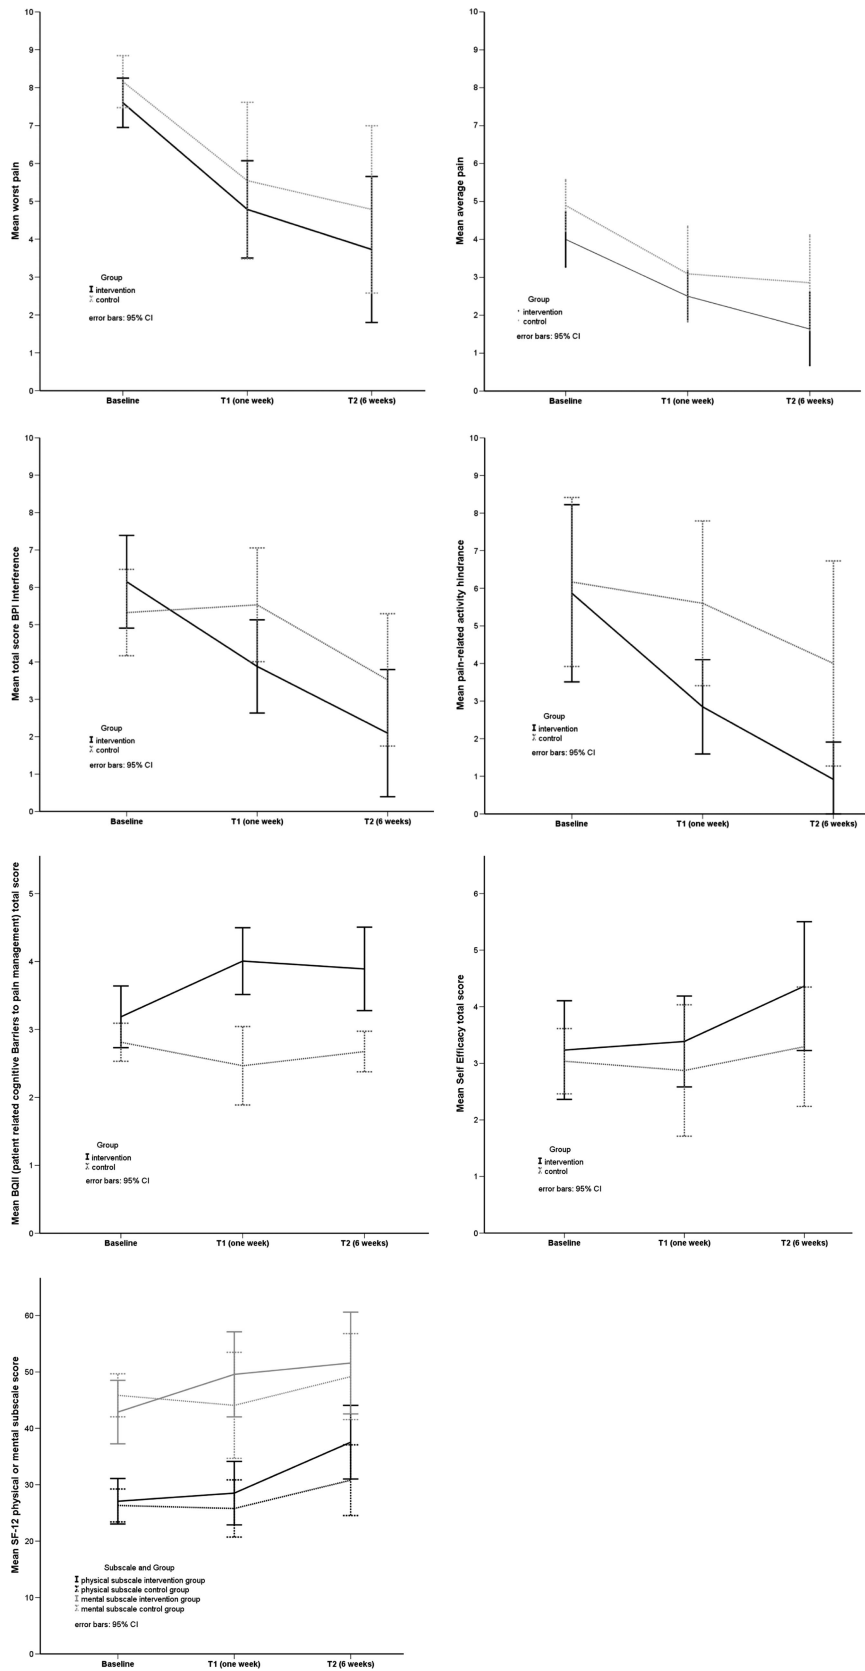 Mean worst pain
10
9
8
7
6
5
4
3
2
1
0
Group
intervention
control
error bars: 95% CI
Baseline
T1 (one week)
T2 (6 weeks)
Mean average pain
10
9
8
7
6
5
4
3
2
1
0
Group
intervention
control
error bars: 95% CI
Baseline
T1 (one week)
T2 (6 weeks)
Mean total score BPI Interference
10
9
8
7
6
5
4
3
2
1
0
Group
intervention
control
error bars: 95% CI
Baseline
T1 (one week)
T2 (6 weeks)
Mean pain-related activity hindrance
10
9
8
7
6
5
4
3
2
1
0
Group
intervention
control
error bars: 95% CI
Baseline
T1 (one week)
T2 (6 weeks)
Mean BQII (patient related cognitive Barriers to pain management) total score
5
4
3
2
1
0
Group
intervention
control
error bars: 95% CI
Baseline
T1 (one week)
T2 (6 weeks)
Mean Self Efficacy total score
6
5
4
3
2
1
0
Group
intervention
control
error bars: 95% CI
Baseline
T1 (one week)
T2 (6 weeks)
Mean SF-12 physical or mental subscale score
60
50
40
30
20
10
0
Subscale and Group
physical subscale intervention group
physical subscale control group
mental subscale intervention group
mental subscale control group
error bars: 95% CI
Baseline
T1 (one week)
T2 (6 weeks)